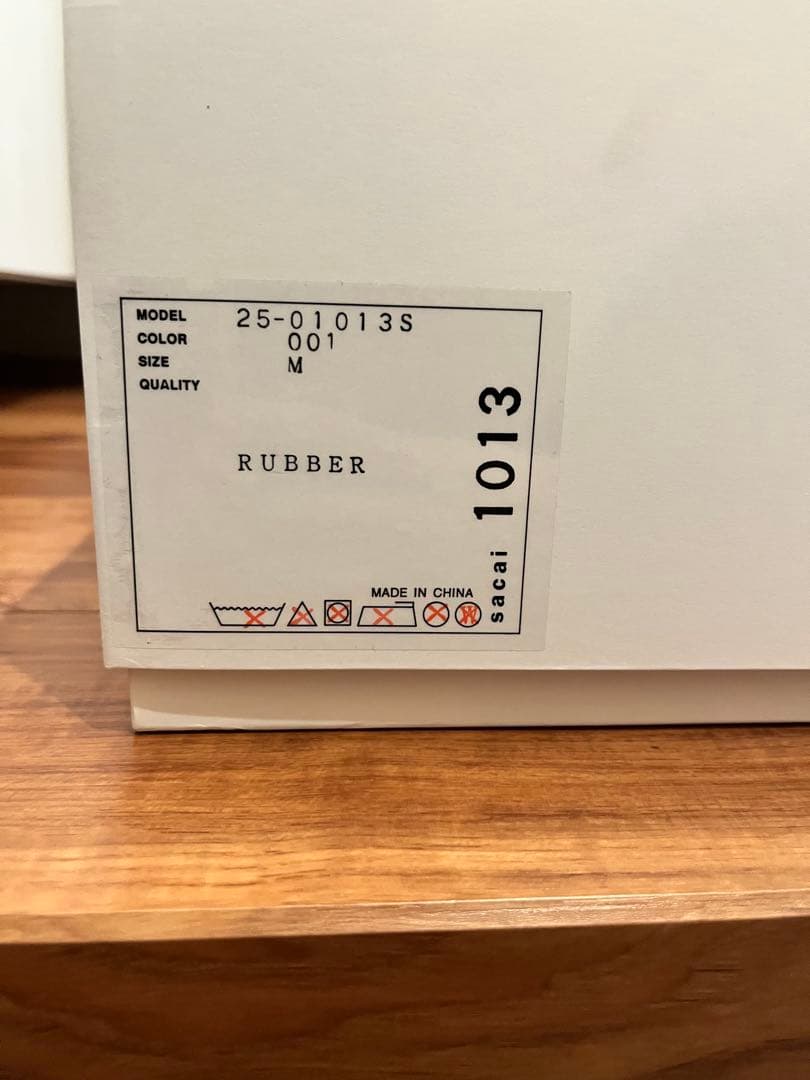 MODEL 25-01013S
COLOR 001
SIZE M
QUALITY
RUBBER
MADE IN CHINA
sacai 1013